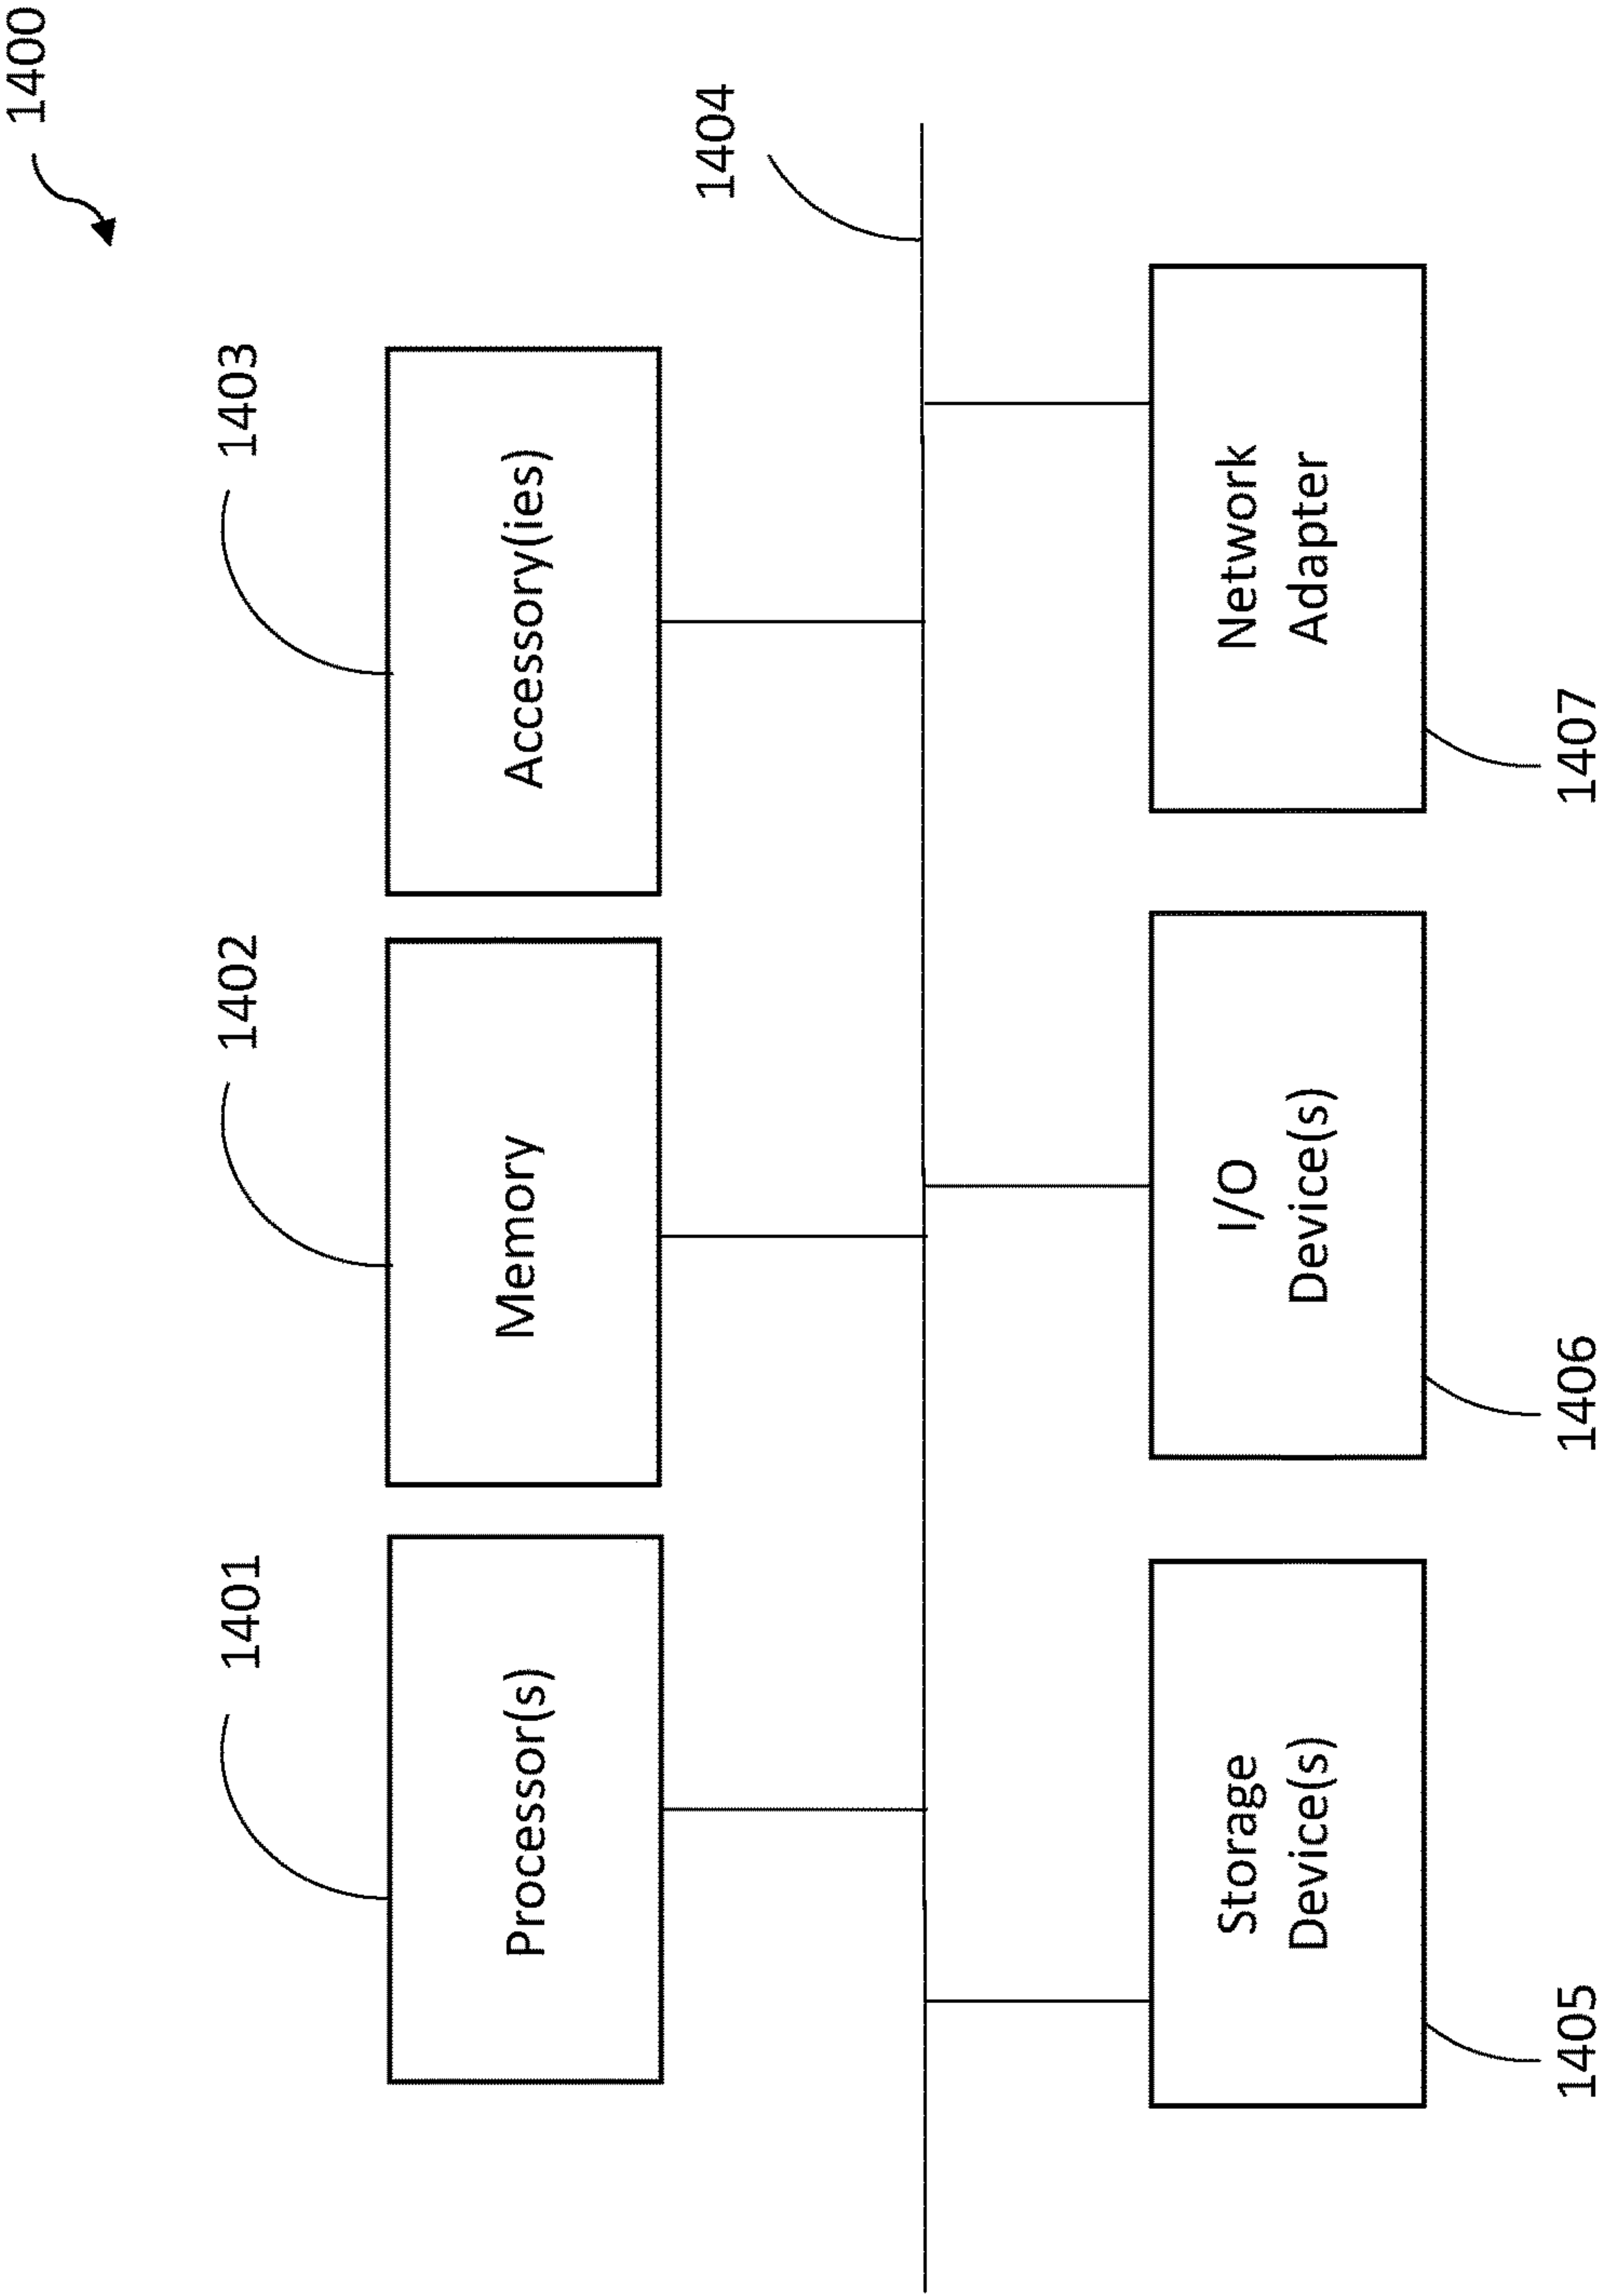 1400
1401
1402
1403
Processor(s)
Memory
Accessory(ies)
1404
Storage
Device(s)
I/O
Device(s)
Network
Adapter
1405
1406
1407